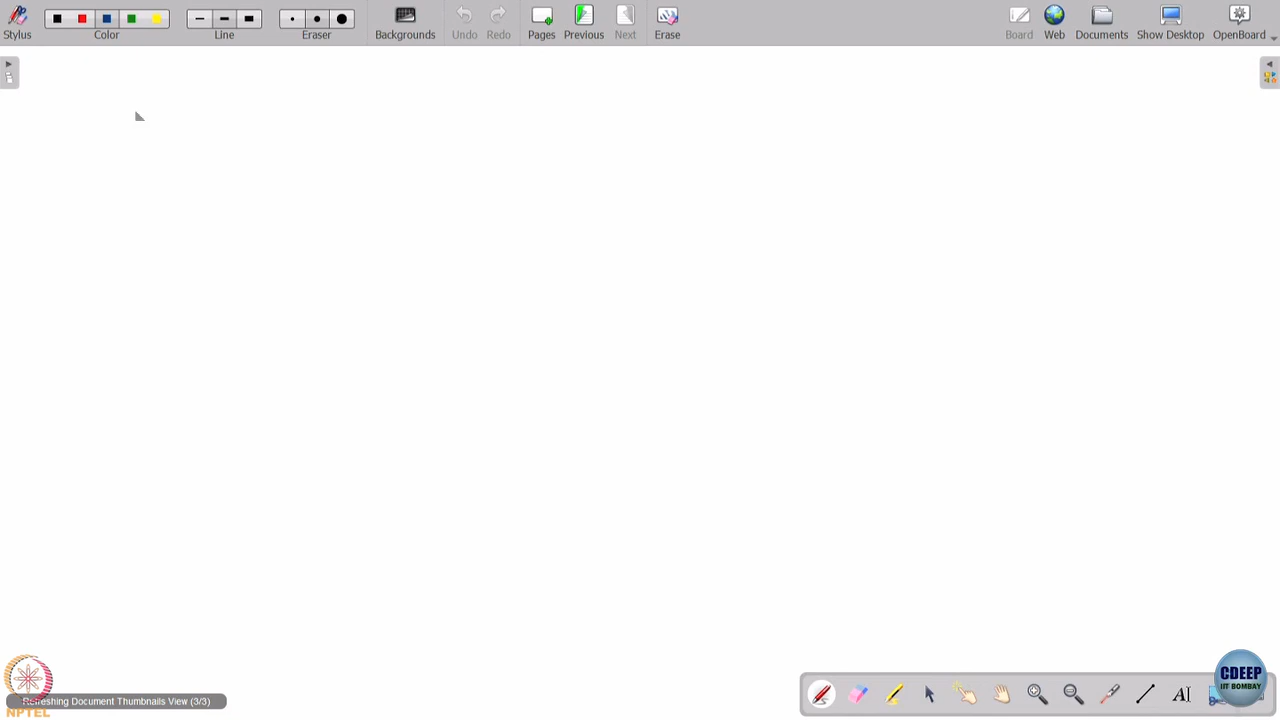 Stylus Color Line Eraser Backgrounds Undo Redo Pages Previous Next Erase Board Web Documents Show Desktop OpenBoard
Refreshing Document Thumbnails View (3/3)
NPTEL
CDEEP
IIT BOMBAY